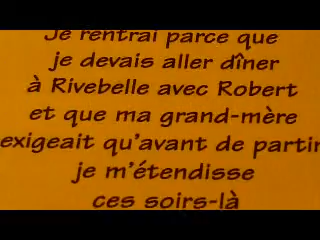 Je rentrai parce que
je devais aller dîner
à Rivebelle avec Robert
et que ma grand-mère
exigeait qu'avant de partir
je m'étendisse
ces soirs-là